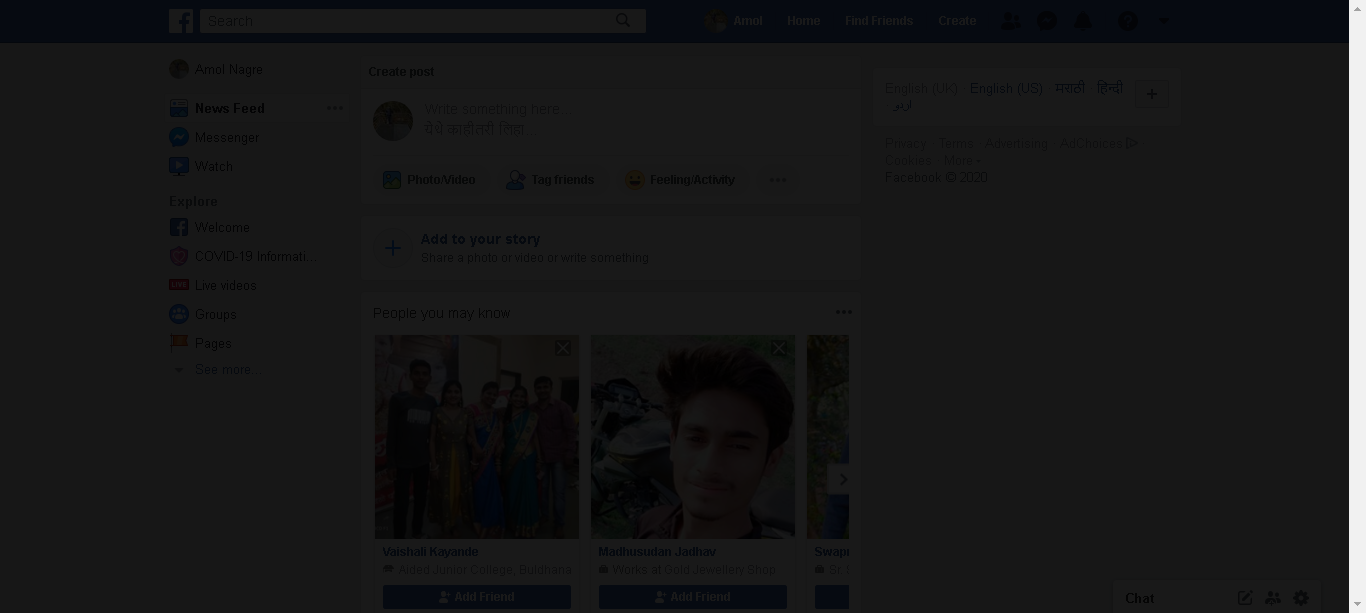 Search
Amol Home Find Friends Create
Amol Nagre
News Feed
Messenger
Watch
Explore
Welcome
COVID-19 Informati...
LIVE Live videos
Groups
Pages
See more...
Create post
Write something here...
येथे काहीतरी लिहा...
Photo/Video Tag friends Feeling/Activity
Add to your story
Share a photo or video or write something
People you may know
Vaishali Kayande
Aided Junior College, Buldhana
Add Friend
Madhusudan Jadhav
Works at Gold Jewellery Shop
Add Friend
English (UK) English (US) मराठी हिन्दी
اردو
Privacy Terms Advertising AdChoices
Cookies More
Facebook © 2020
Chat